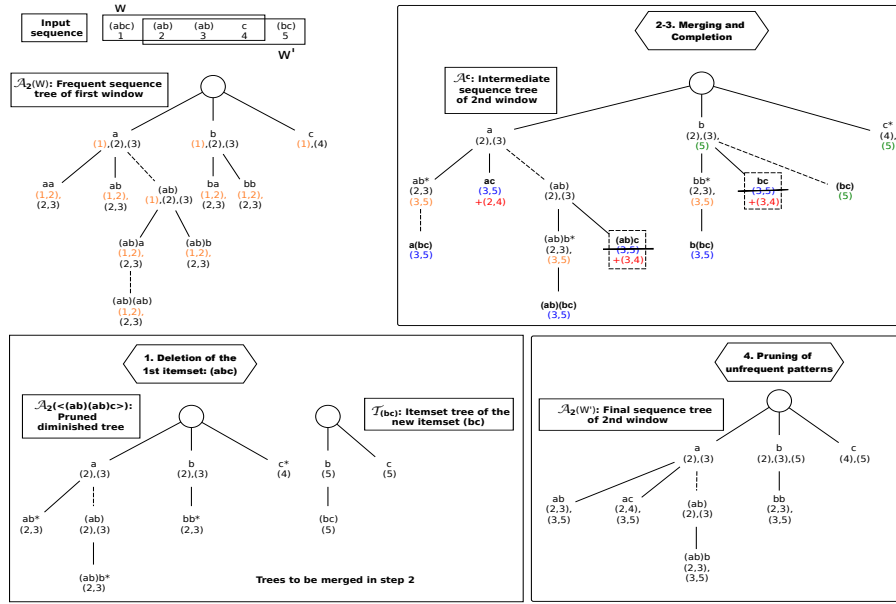 Input
sequence
W
(abc) (ab) (ab) c (bc)
1 2 3 4 5
W'
𝒜₂(W): Frequent sequence
tree of first window
a b c
(1),(2),(3) (1),(2),(3) (1),(4)
aa ab (ab) ba bb
(1,2), (1,2), (1),(2),(3) (1,2), (1,2),
(2,3) (2,3) (2,3) (2,3)
(ab)a (ab)b
(1,2), (1,2),
(2,3) (2,3)
(ab)(ab)
(1,2),
(2,3)
2-3. Merging and
Completion
𝒜ᶜ: Intermediate
sequence tree
of 2nd window
a b c*
(2),(3) (2),(3), (4),
(5) (5)
ab* ac (ab) bb* bc (bc)
(2,3) (3,5) (2),(3) (2,3), (3,5) (5)
(3,5) +(2,4) (3,5) +(3,4)
a(bc) (ab)b* (ab)c b(bc)
(3,5) (2,3), (3,5) (3,5)
(3,5) +(3,4)
(ab)(bc)
(3,5)
1. Deletion of the
1st itemset: (abc)
𝒜₂(<(ab)(ab)c>):
Pruned
diminished tree
𝒯(bc): Itemset tree of the
new itemset (bc)
a b c* b c
(2),(3) (2),(3) (4) (5) (5)
ab* (ab) bb* (bc)
(2,3) (2),(3) (2,3) (5)
(ab)b*
(2,3)
Trees to be merged in step 2
4. Pruning of
unfrequent patterns
𝒜₂(W'): Final sequence tree
of 2nd window
a b c
(2),(3) (2),(3),(5) (4),(5)
ab ac (ab) bb
(2,3), (2,4), (2),(3) (2,3),
(3,5) (3,5) (3,5)
(ab)b
(2,3),
(3,5)